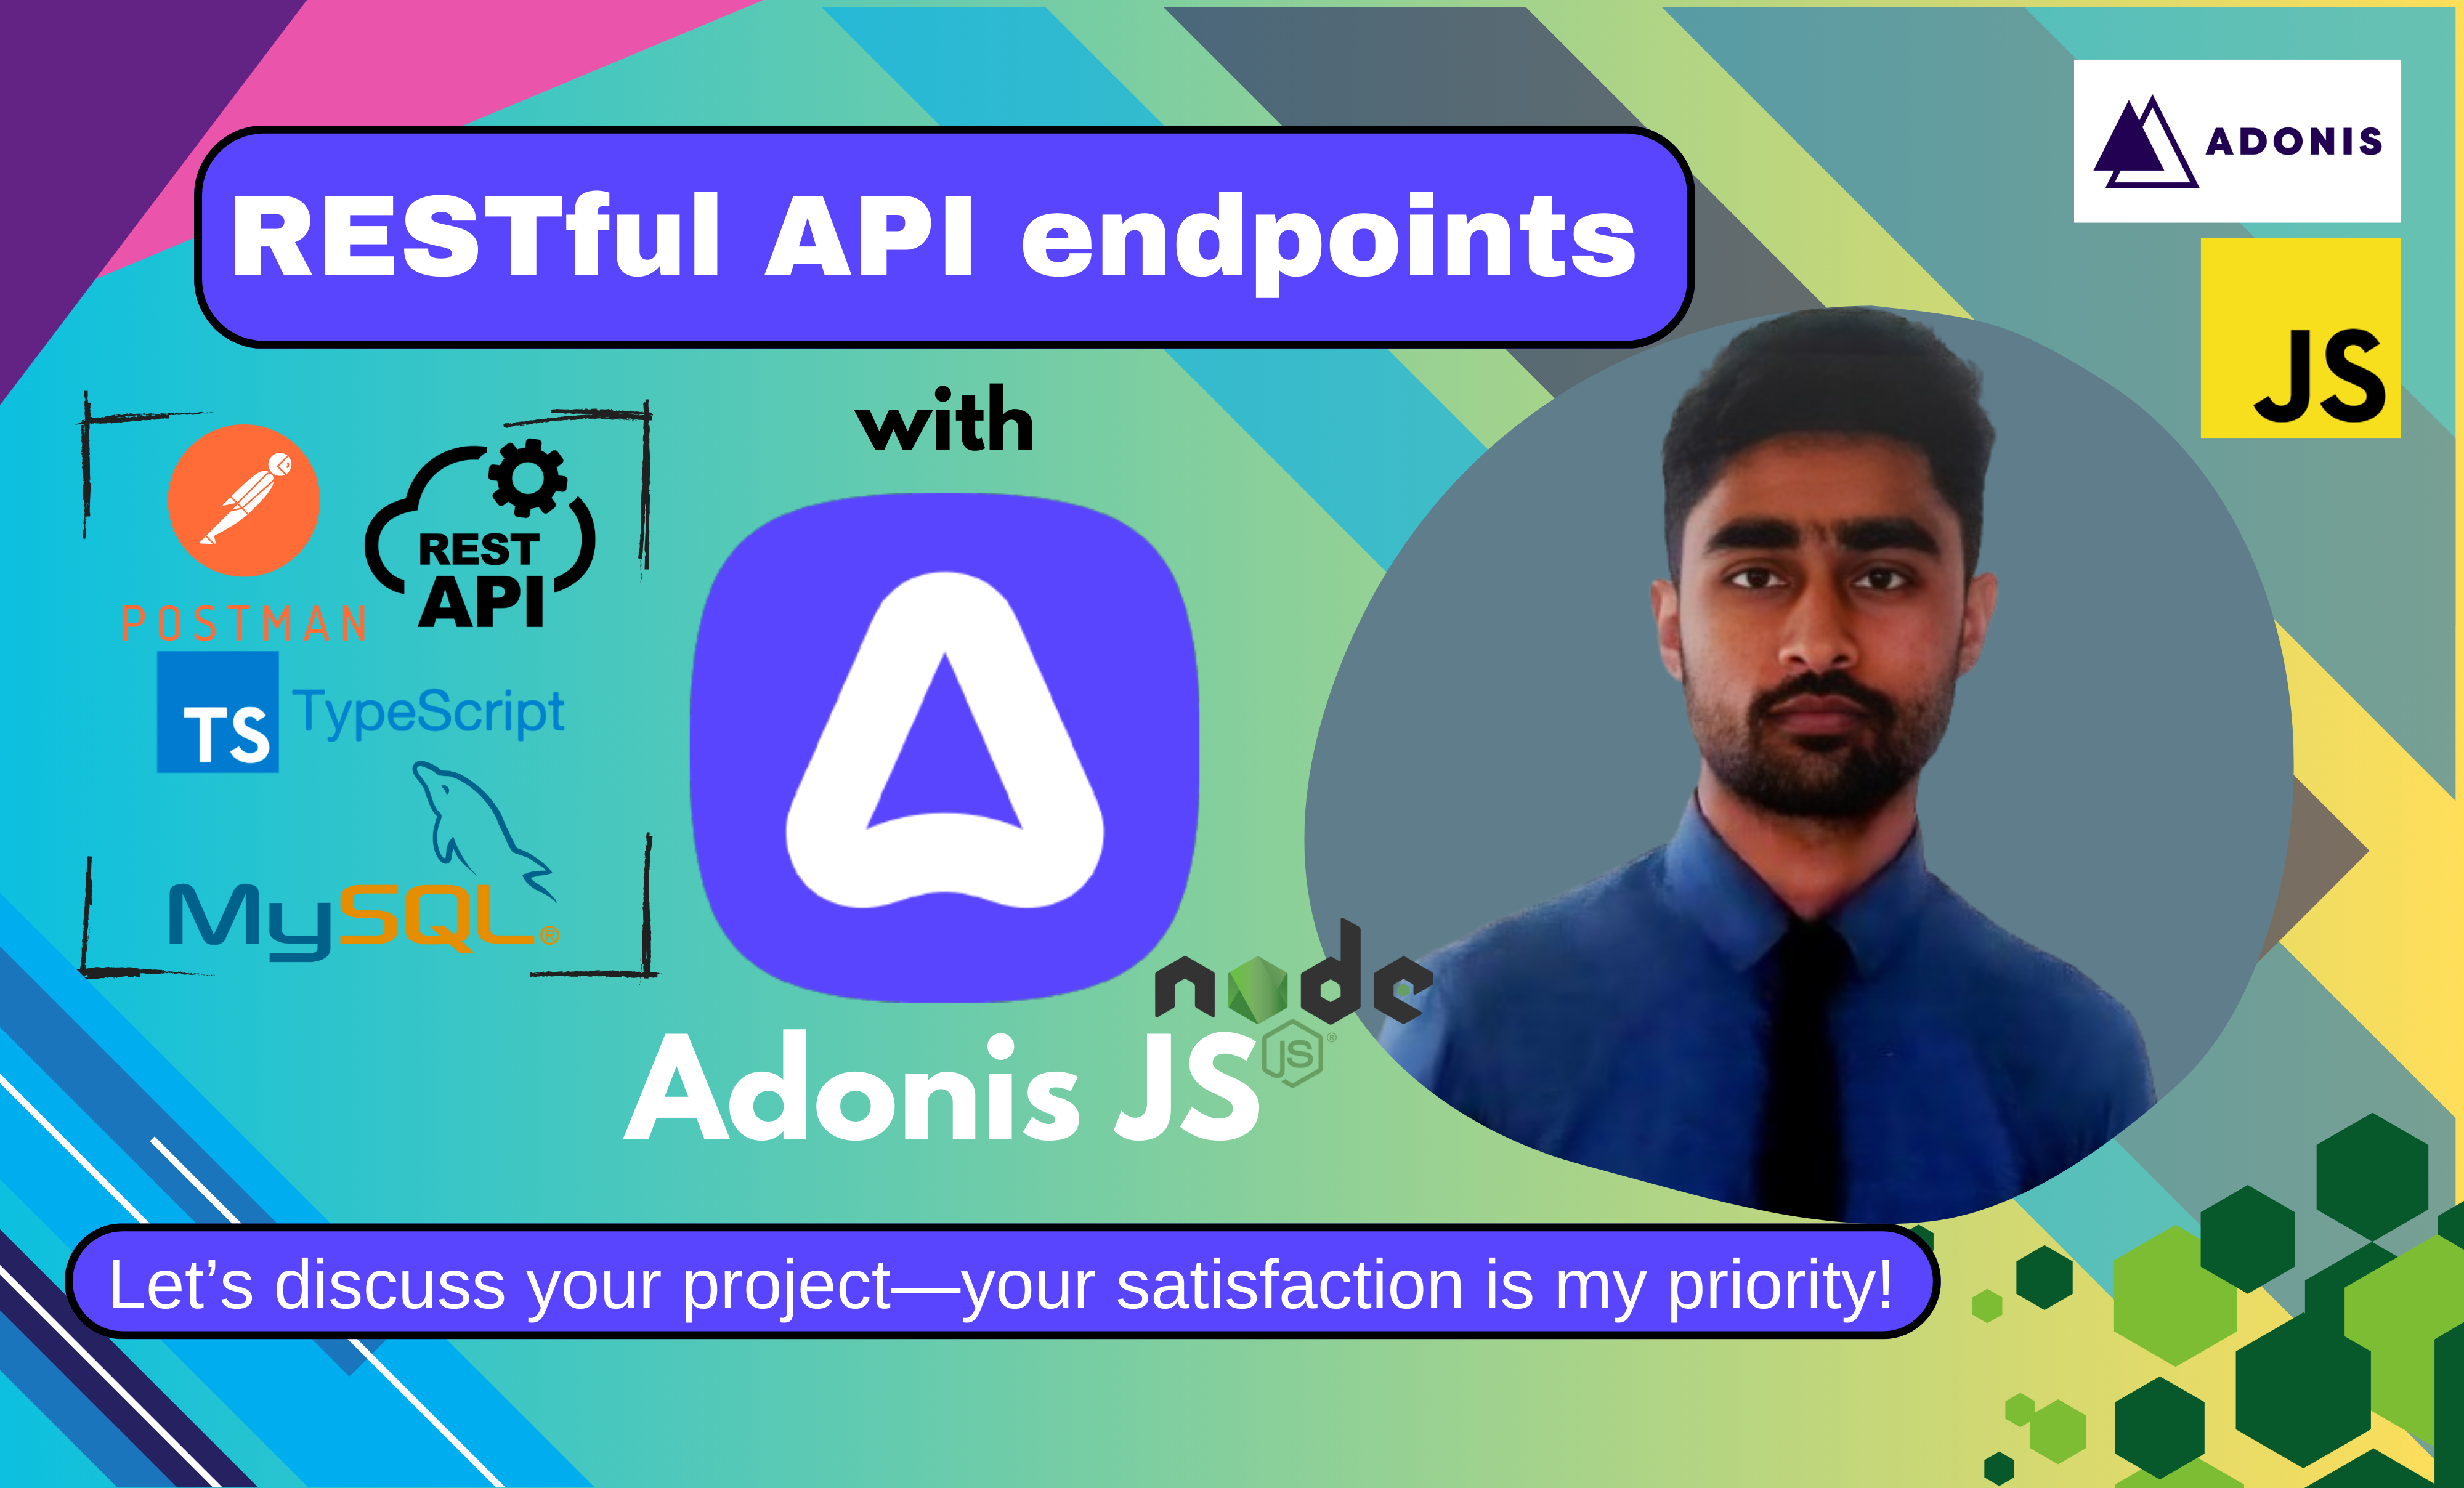 ADONIS
RESTful API endpoints
JS
with
REST
API
POSTMAN
TS TypeScript
MySQL®
node
JS®
Adonis JS
Let’s discuss your project—your satisfaction is my priority!